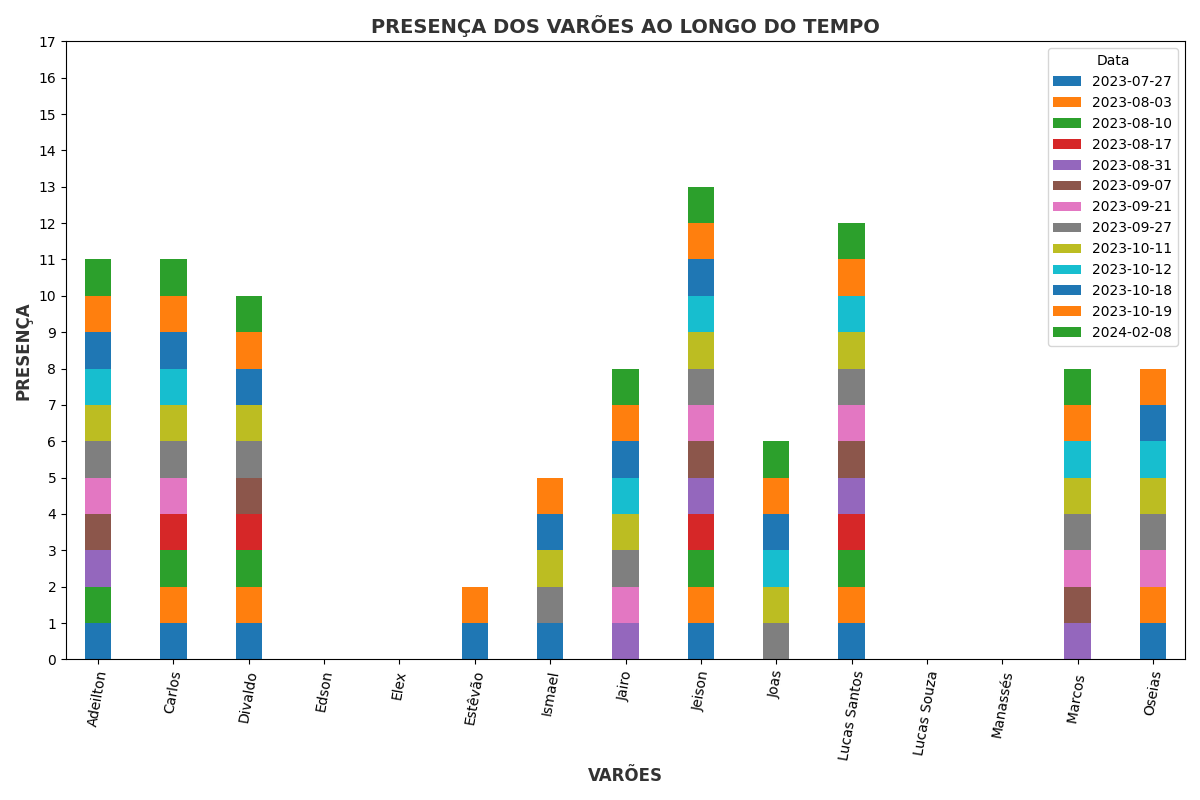 PRESENÇA DOS VARÕES AO LONGO DO TEMPO
PRESENÇA
17
16
15
14
13
12
11
10
9
8
7
6
5
4
3
2
1
0
Data
2023-07-27
2023-08-03
2023-08-10
2023-08-17
2023-08-31
2023-09-07
2023-09-21
2023-09-27
2023-10-11
2023-10-12
2023-10-18
2023-10-19
2024-02-08
Adeilton
Carlos
Divaldo
Edson
Elex
Estêvão
Ismael
Jairo
Jeison
Joas
Lucas Santos
Lucas Souza
Manassés
Marcos
Oseias
VARÕES